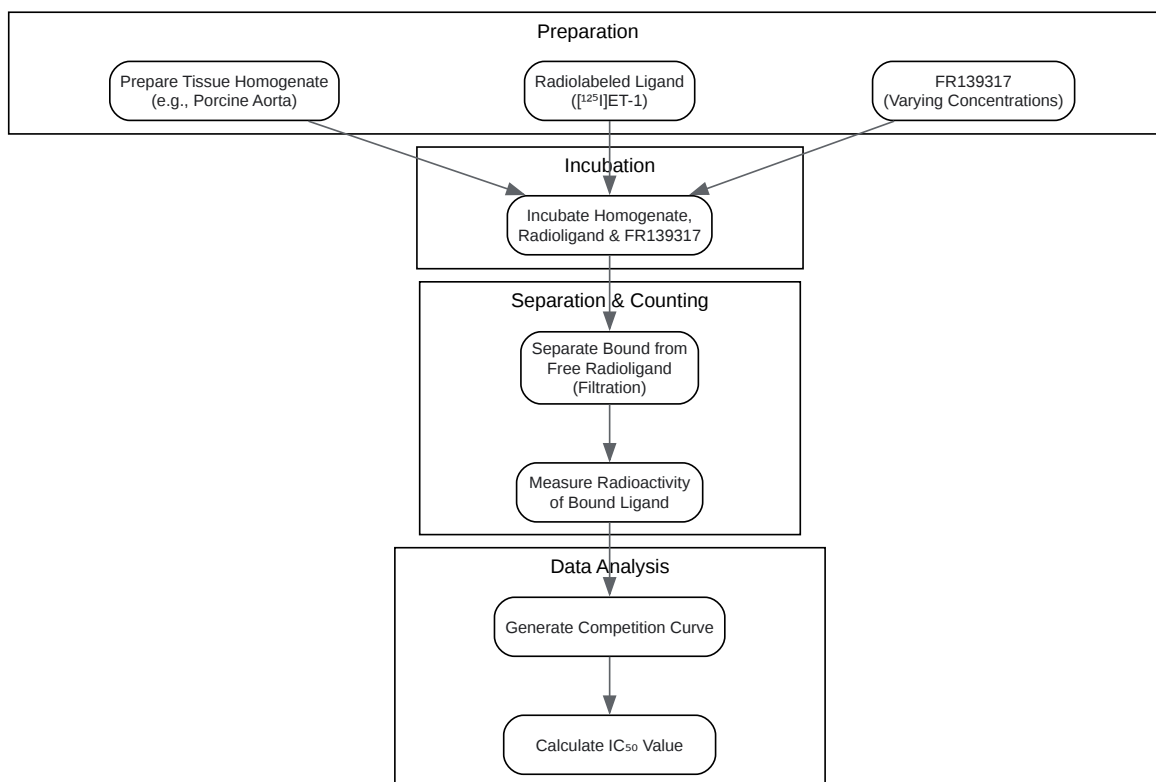 Preparation
Prepare Tissue Homogenate
(e.g., Porcine Aorta)
Radiolabeled Ligand
([¹²⁵I]ET-1)
FR139317
(Varying Concentrations)
Incubation
Incubate Homogenate,
Radioligand & FR139317
Separation & Counting
Separate Bound from
Free Radioligand
(Filtration)
Measure Radioactivity
of Bound Ligand
Data Analysis
Generate Competition Curve
Calculate IC₅₀ Value